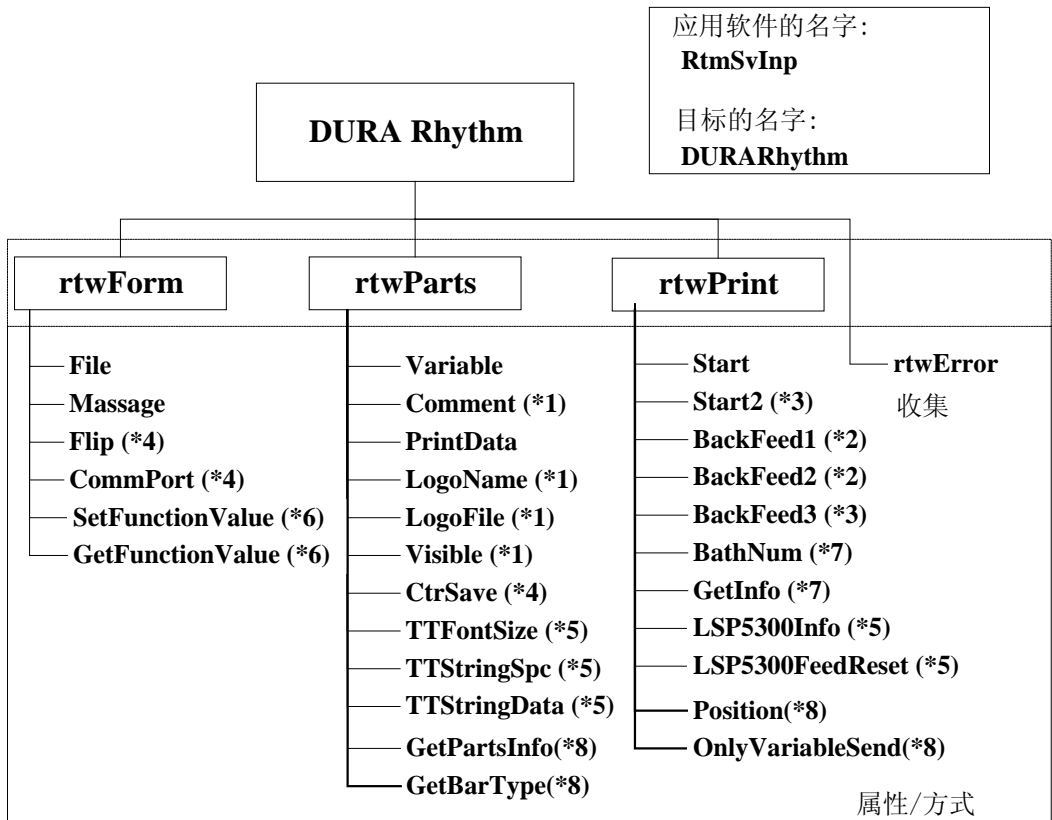 应用软件的名字:
RtmSvInp
目标的名字:
DURARhythm
DURA Rhythm
rtwForm
rtwParts
rtwPrint
File
Massage
Flip (*4)
CommPort (*4)
SetFunctionValue (*6)
GetFunctionValue (*6)
Variable
Comment (*1)
PrintData
LogoName (*1)
LogoFile (*1)
Visible (*1)
CtrSave (*4)
TTFontSize (*5)
TTStringSpc (*5)
TTStringData (*5)
GetPartsInfo(*8)
GetBarType(*8)
Start
Start2 (*3)
BackFeed1 (*2)
BackFeed2 (*2)
BackFeed3 (*3)
BathNum (*7)
GetInfo (*7)
LSP5300Info (*5)
LSP5300FeedReset (*5)
Position(*8)
OnlyVariableSend(*8)
rtwError
收集
属性/方式